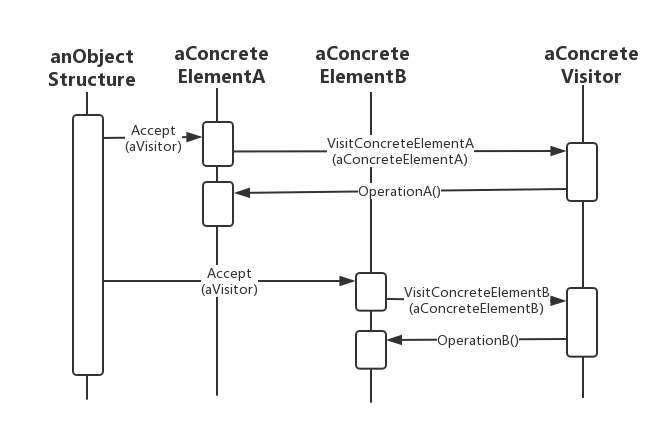 anObject
Structure
aConcrete
ElementA
aConcrete
ElementB
aConcrete
Visitor
Accept
(aVisitor)
VisitConcreteElementA
(aConcreteElementA)
OperationA()
Accept
(aVisitor)
VisitConcreteElementB
(aConcreteElementB)
OperationB()